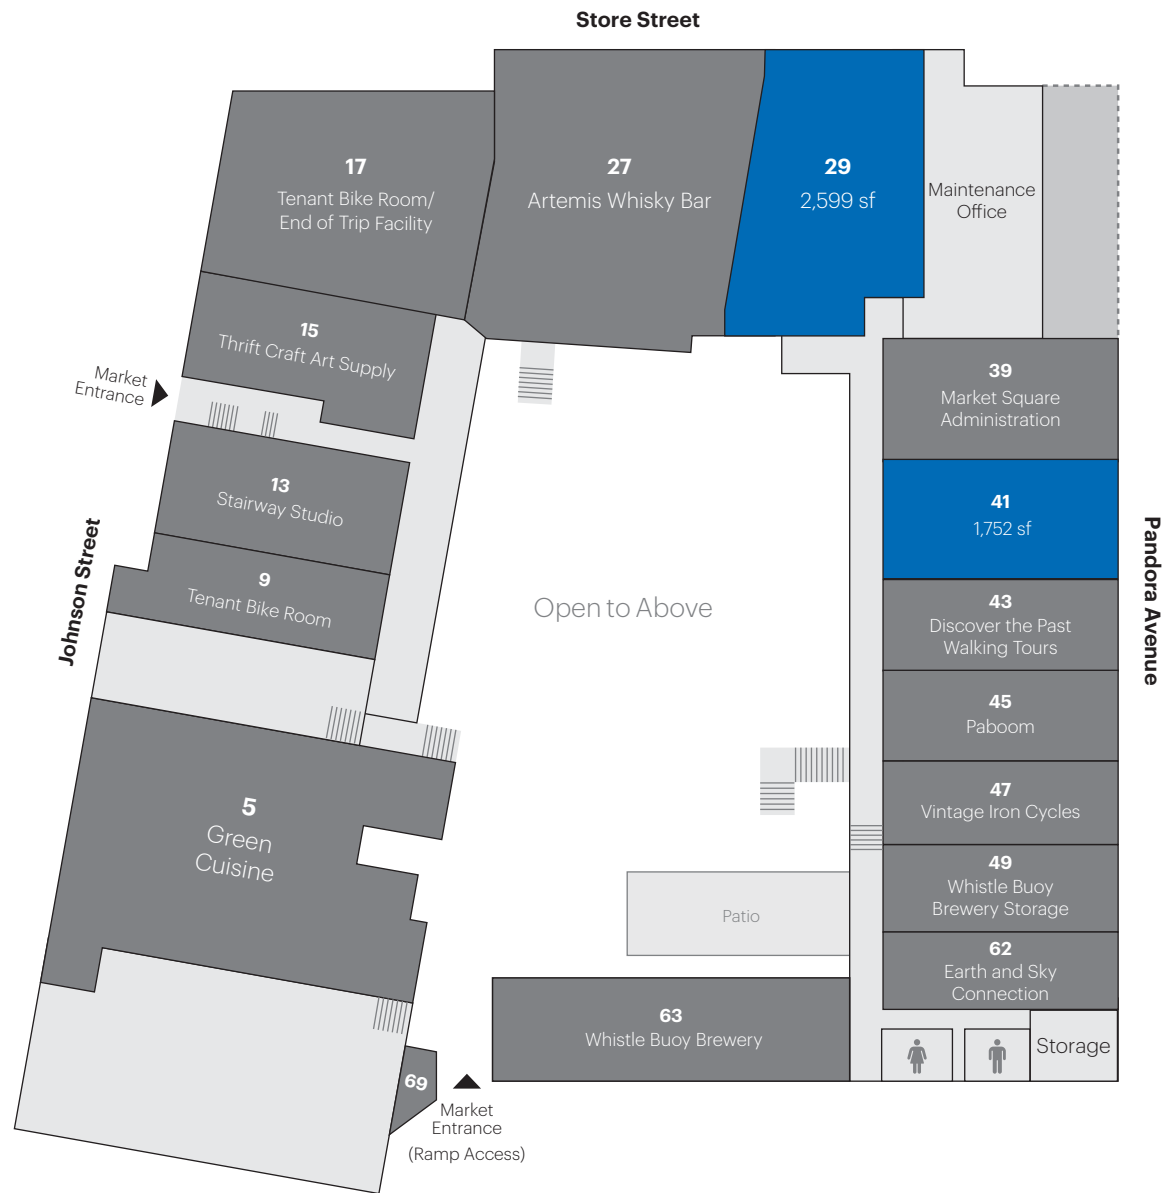 Store Street
17
Tenant Bike Room/
End of Trip Facility
27
Artemis Whisky Bar
29
2,599 sf
Maintenance
Office
15
Thrift Craft Art Supply
Market
Entrance
39
Market Square
Administration
13
Stairway Studio
41
1,752 sf
Johnson Street
Pandora Avenue
9
Tenant Bike Room
Open to Above
43
Discover the Past
Walking Tours
45
Paboom
5
Green
Cuisine
47
Vintage Iron Cycles
49
Whistle Buoy
Brewery Storage
Patio
62
Earth and Sky
Connection
63
Whistle Buoy Brewery
Storage
69
Market
Entrance
(Ramp Access)